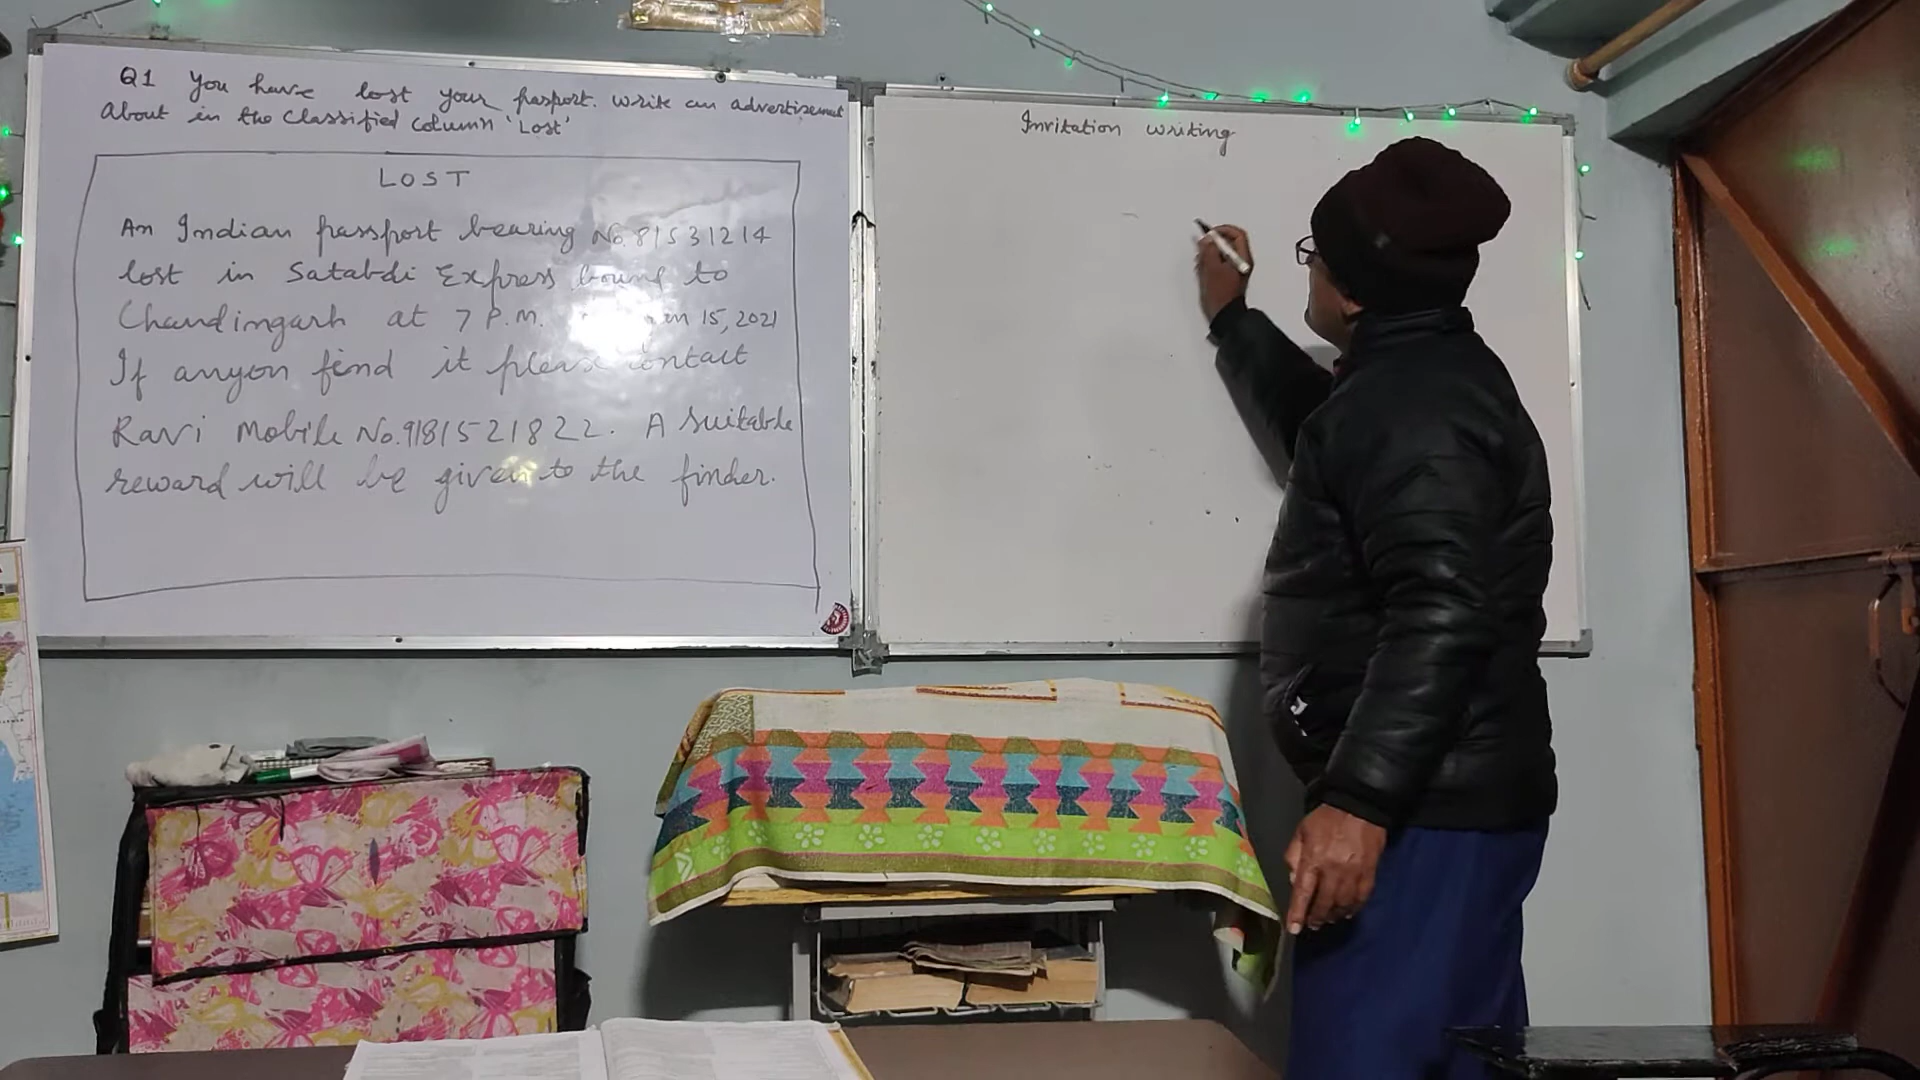 Q1 You have lost your passport. Write an advertizement
About in the Classified column 'Lost'
LOST
An Indian passport bearing No. 81531214
lost in Satabdi Express bound to
Chandingarh at 7 P.M. 15, 2021
If anyon find it please contact
Ravi Mobile No. 9181521822. A suitable
reward will be given to the finder.
Invitation writing